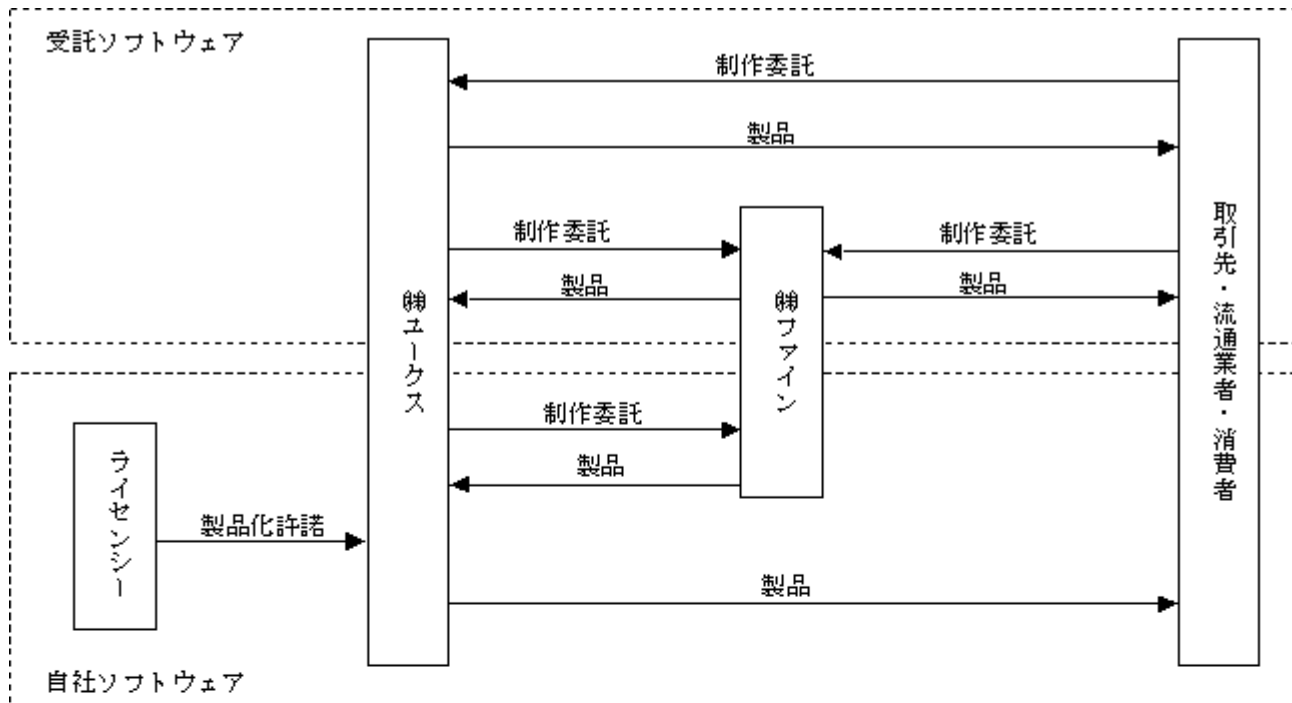 受託ソフトウェア
制作委託
製品
制作委託
制作委託
製品
製品
㈱ユークス
㈱ファイン
取引先・流通業者・消費者
制作委託
製品
ライセンシー
製品化許諾
製品
自社ソフトウェア